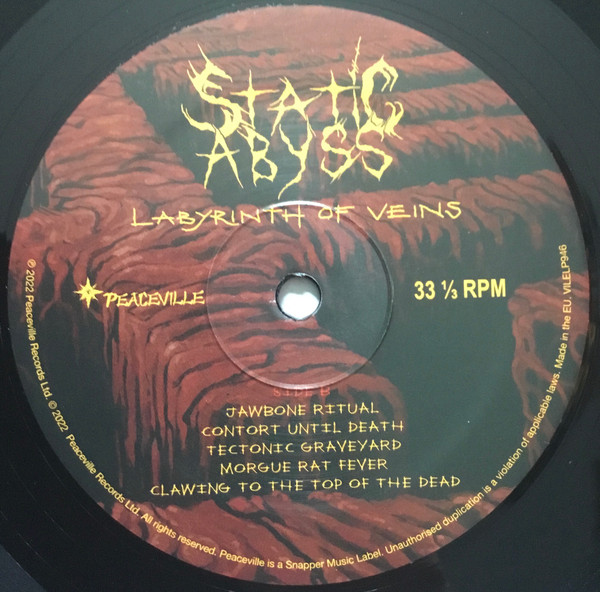 STATIC
ABYSS
LABYRINTH OF VEINS
PEACEVILLE
33 ⅓ RPM
SIDE B
JAWBONE RITUAL
CONTORT UNTIL DEATH
TECTONIC GRAVEYARD
MORGUE RAT FEVER
CLAWING TO THE TOP OF THE DEAD
℗ 2022 Peaceville Records Ltd. © 2022 Peaceville Records Ltd. All rights reserved. Peaceville is a Snapper Music Label. Unauthorised duplication is a violation of applicable laws. Made in the EU. VILELP946